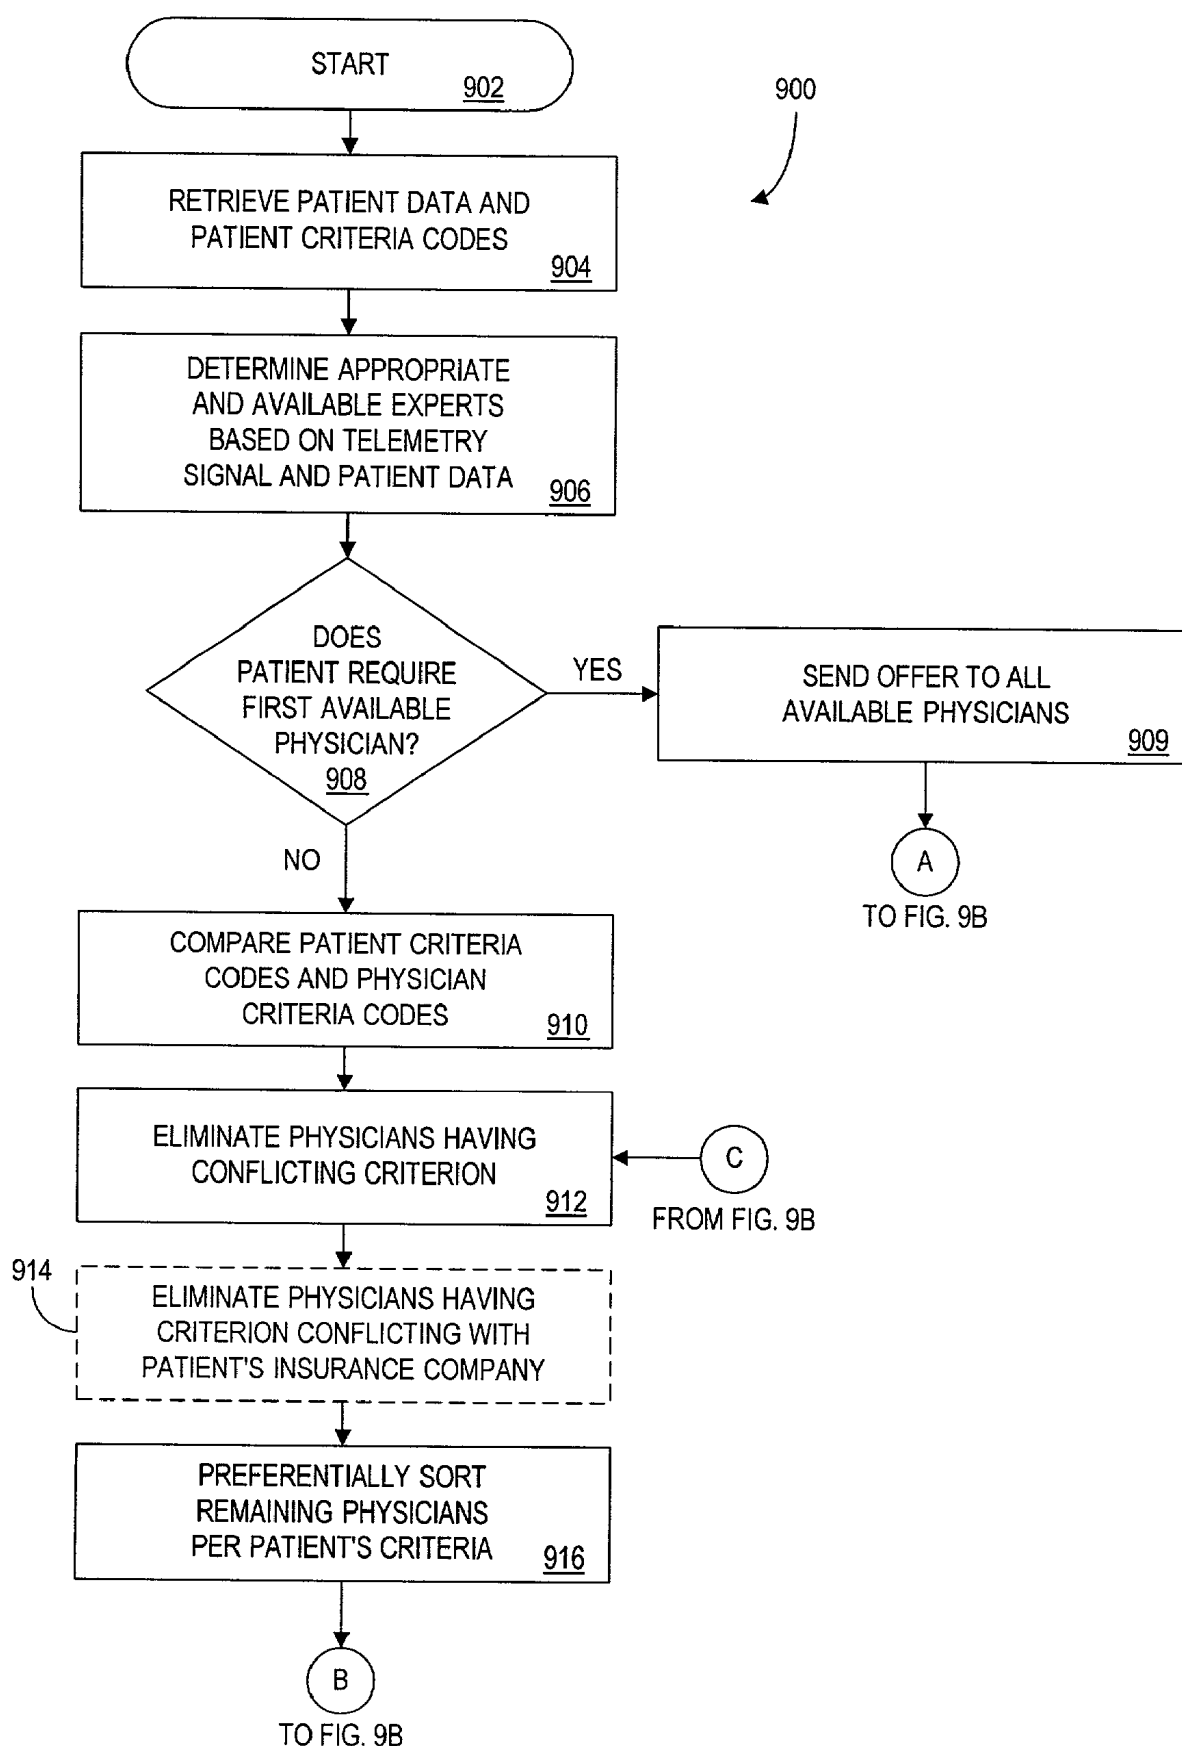 START
902
900
RETRIEVE PATIENT DATA AND
PATIENT CRITERIA CODES
904
DETERMINE APPROPRIATE
AND AVAILABLE EXPERTS
BASED ON TELEMETRY
SIGNAL AND PATIENT DATA
906
DOES
PATIENT REQUIRE
FIRST AVAILABLE
PHYSICIAN?
908
YES
SEND OFFER TO ALL
AVAILABLE PHYSICIANS
909
A
TO FIG. 9B
NO
COMPARE PATIENT CRITERIA
CODES AND PHYSICIAN
CRITERIA CODES
910
ELIMINATE PHYSICIANS HAVING
CONFLICTING CRITERION
912
C
FROM FIG. 9B
914
ELIMINATE PHYSICIANS HAVING
CRITERION CONFLICTING WITH
PATIENT'S INSURANCE COMPANY
PREFERENTIALLY SORT
REMAINING PHYSICIANS
PER PATIENT'S CRITERIA
916
B
TO FIG. 9B